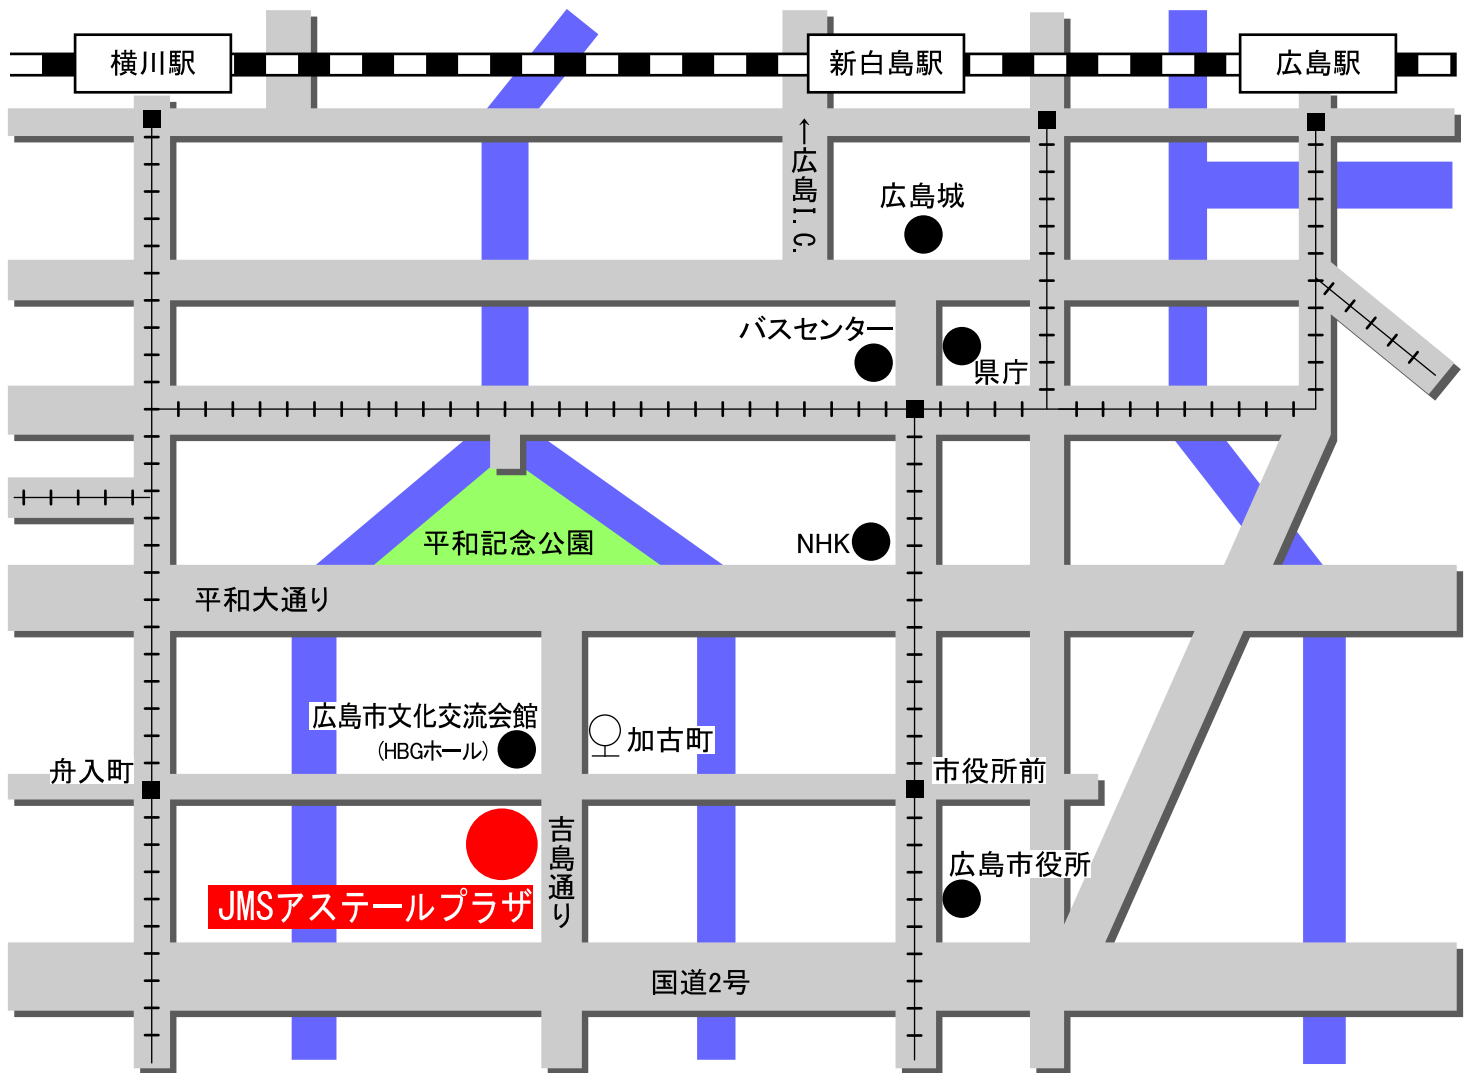 横川駅
新白島駅
広島駅
←広島I.C.
広島城
バスセンター
県庁
平和記念公園
NHK
平和大通り
広島市文化交流会館
(HBGホール)
加古町
舟入町
市役所前
吉島通り
広島市役所
JMSアステールプラザ
国道2号